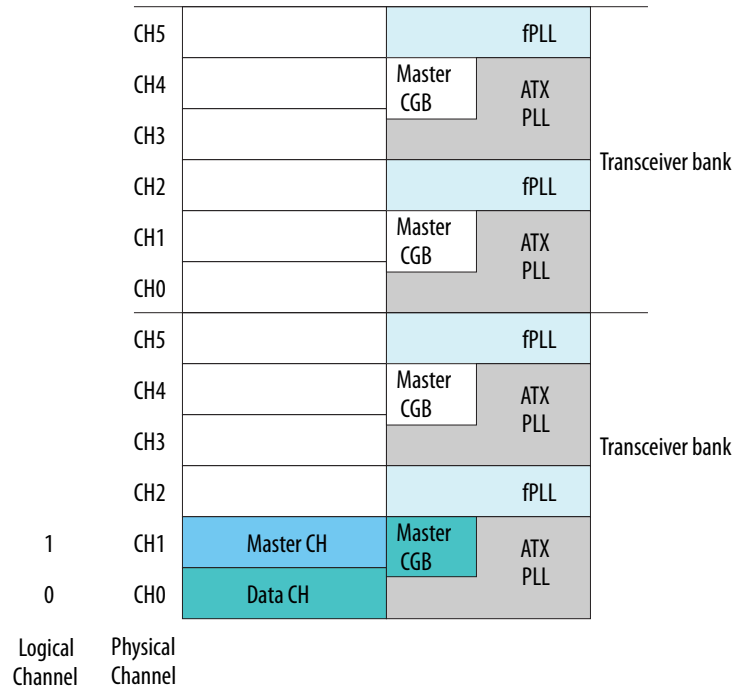 CH5 fPLL
CH4 Master CGB ATX PLL
CH3
Transceiver bank
CH2 fPLL
CH1 Master CGB ATX PLL
CH0
CH5 fPLL
CH4 Master CGB ATX PLL
CH3
Transceiver bank
CH2 fPLL
1 CH1 Master CH Master CGB ATX PLL
0 CH0 Data CH
Logical Physical
Channel Channel